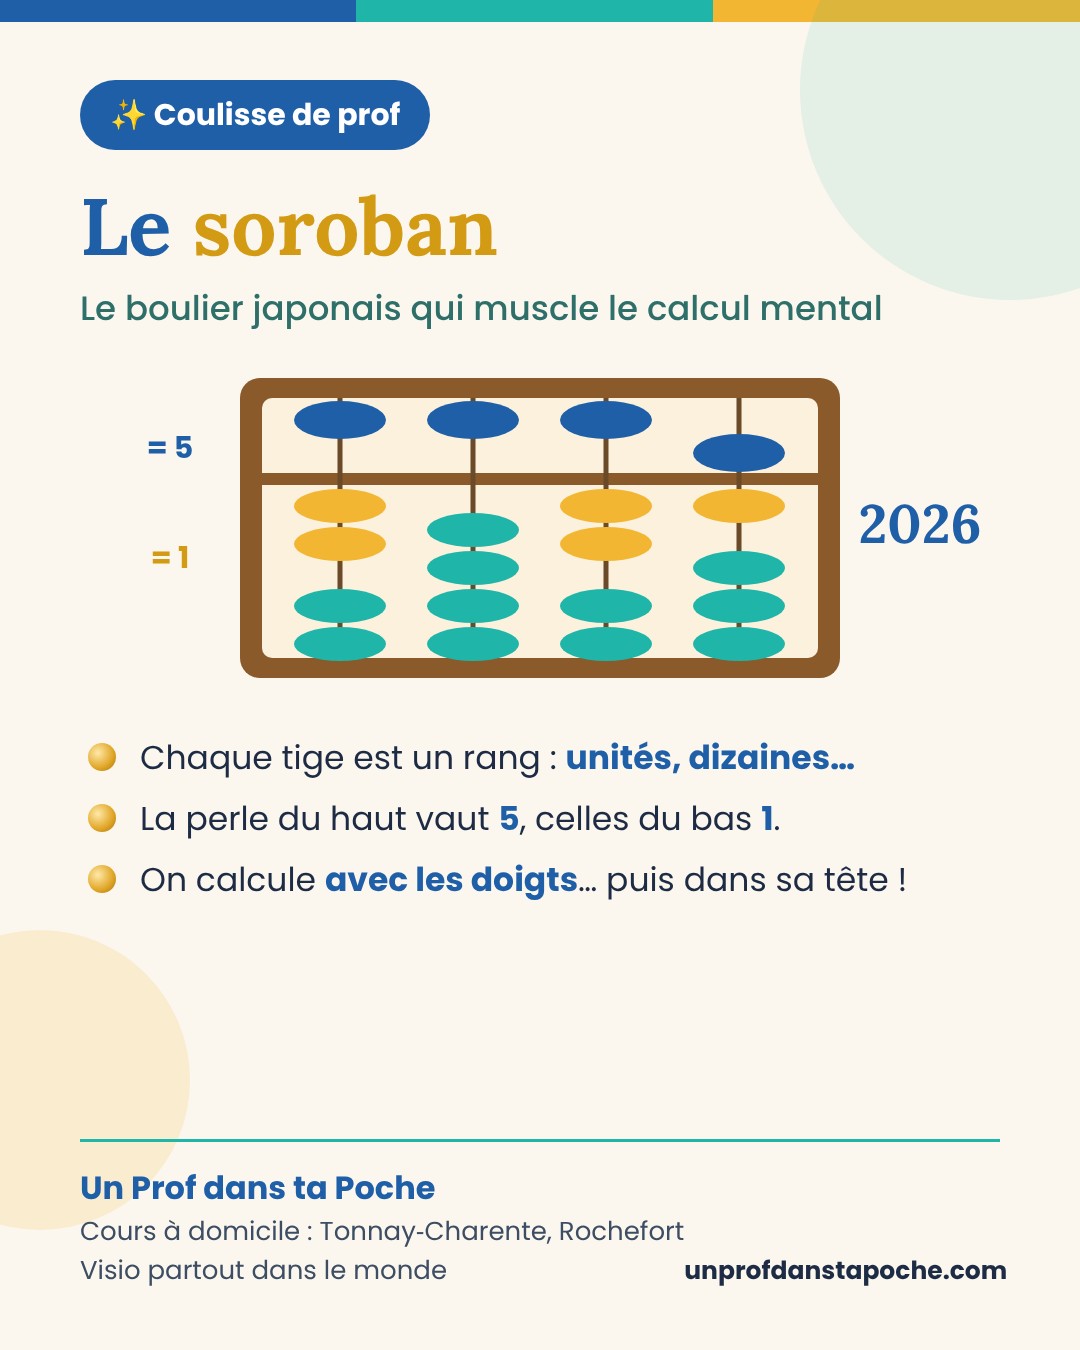 ✨ Coulisse de prof
Le soroban
Le boulier japonais qui muscle le calcul mental
= 5
= 1
2026
Chaque tige est un rang : unités, dizaines...
La perle du haut vaut 5, celles du bas 1.
On calcule avec les doigts... puis dans sa tête !
Un Prof dans ta Poche
Cours à domicile : Tonnay-Charente, Rochefort
Visio partout dans le monde
unprofdanstapoche.com